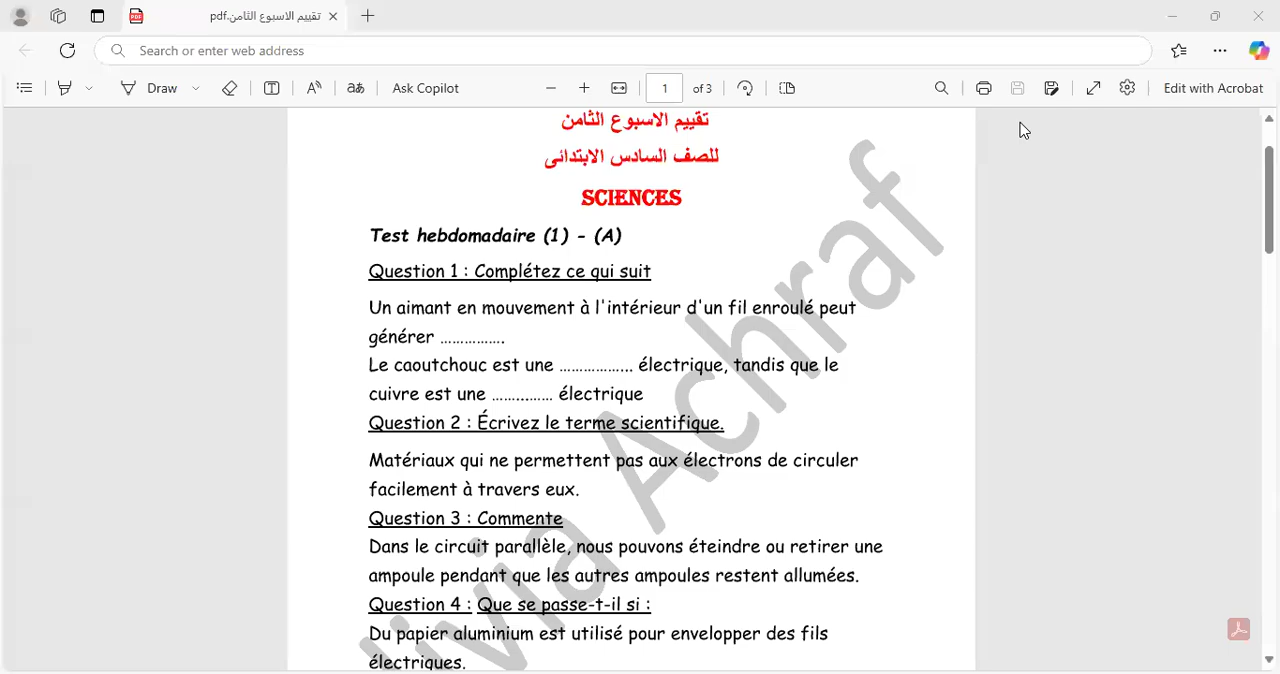 تقييم الاسبوع الثامن.pdf
Search or enter web address
Draw
Ask Copilot
1 of 3
Edit with Acrobat
تقييم الاسبوع الثامن
للصف السادس الابتدائى
SCIENCES
Test hebdomadaire (1) - (A)
Question 1 : Complétez ce qui suit
Un aimant en mouvement à l'intérieur d'un fil enroulé peut
générer …………….
Le caoutchouc est une ……………... électrique, tandis que le
cuivre est une ……...…… électrique
Question 2 : Écrivez le terme scientifique.
Matériaux qui ne permettent pas aux électrons de circuler
facilement à travers eux.
Question 3 : Commente
Dans le circuit parallèle, nous pouvons éteindre ou retirer une
ampoule pendant que les autres ampoules restent allumées.
Question 4 : Que se passe-t-il si :
Du papier aluminium est utilisé pour envelopper des fils
électriques.
livia Achraf